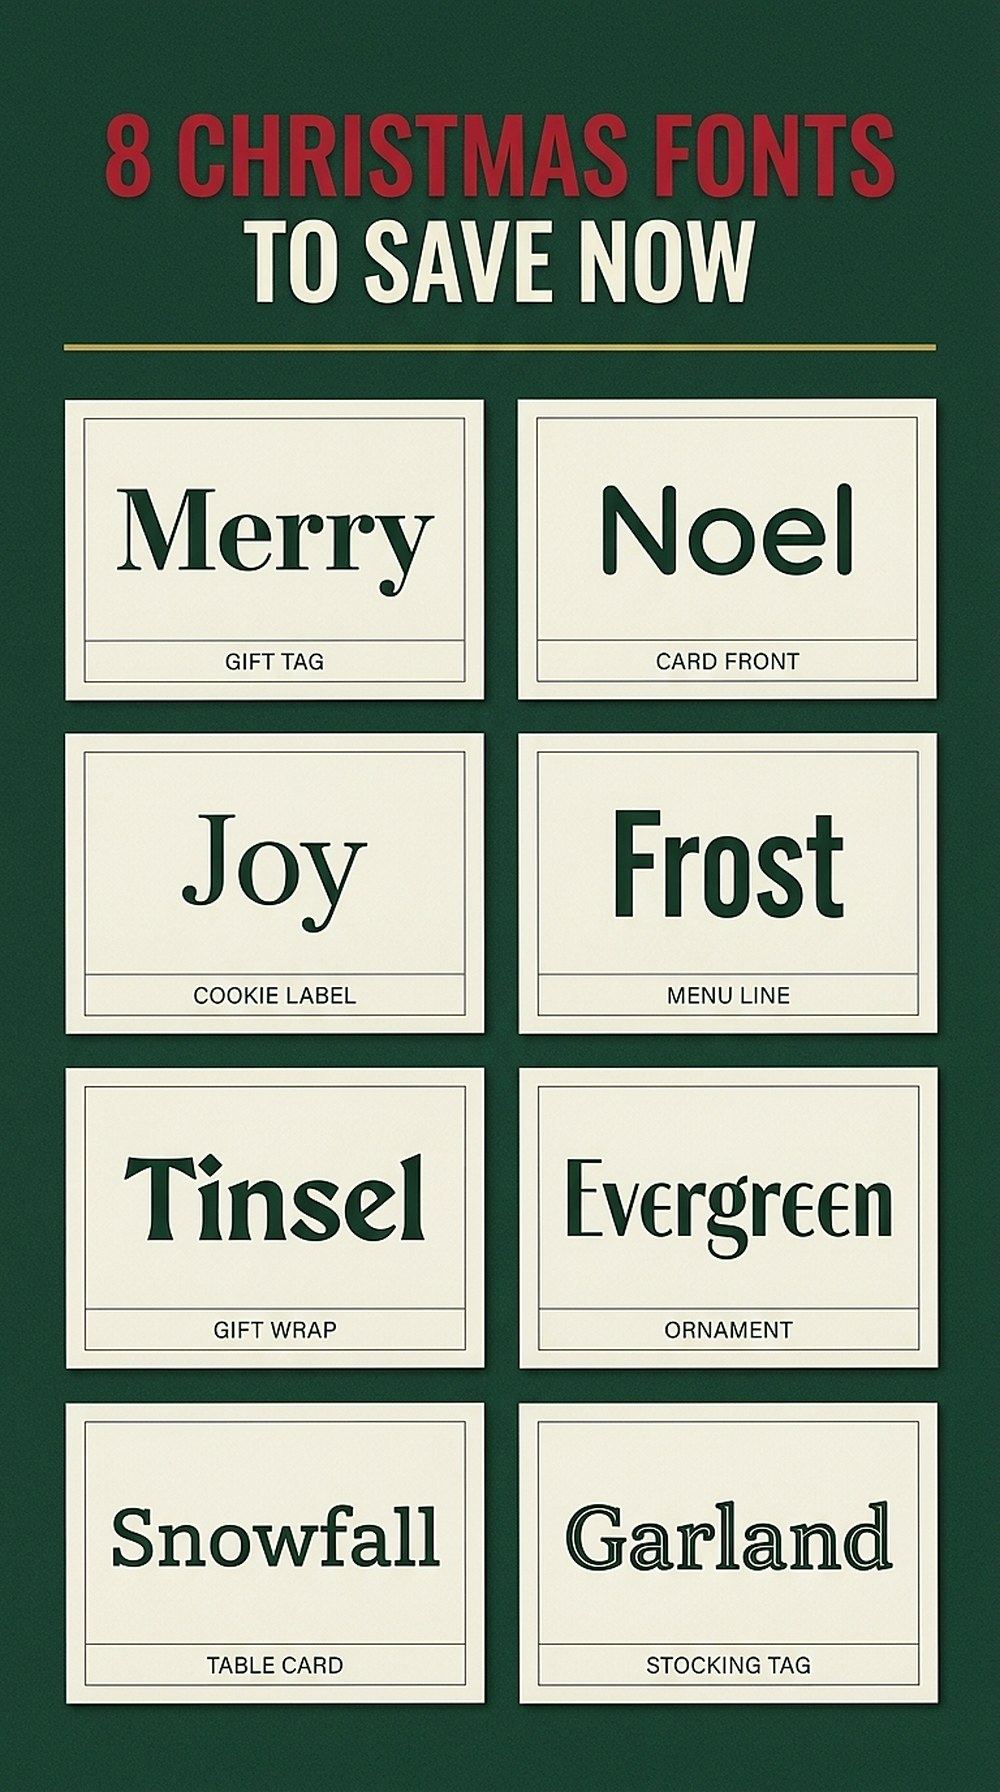 8 CHRISTMAS FONTS
TO SAVE NOW
Merry
GIFT TAG
Noel
CARD FRONT
Joy
COOKIE LABEL
Frost
MENU LINE
Tinsel
GIFT WRAP
Evergreen
ORNAMENT
Snowfall
TABLE CARD
Garland
STOCKING TAG